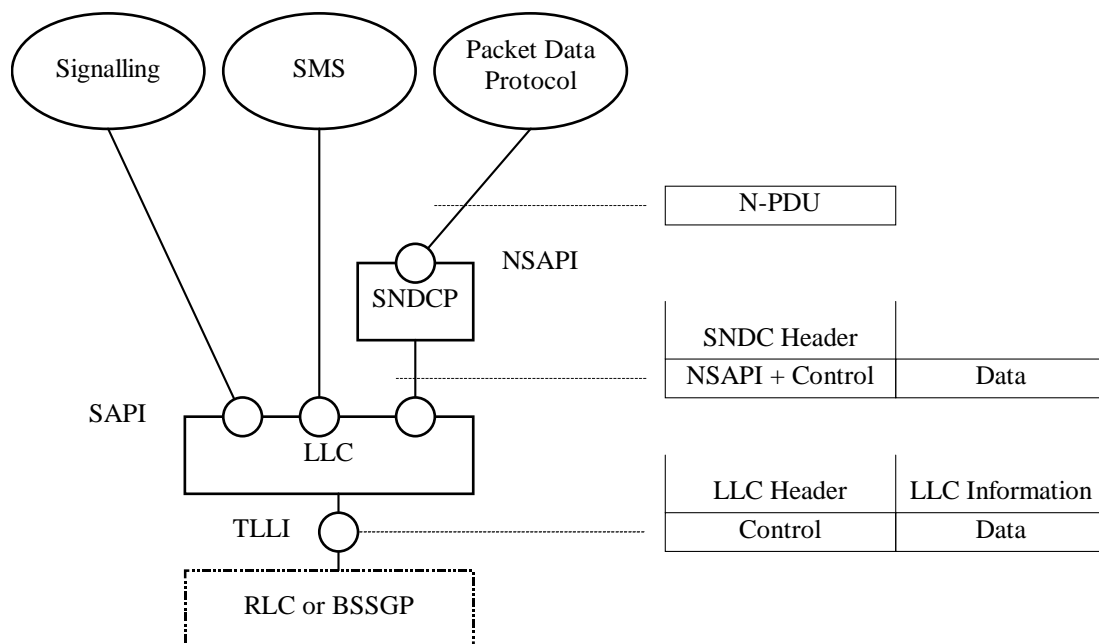 Signalling
SMS
Packet Data
Protocol
N-PDU
NSAPI
SNDCP
SNDC Header
NSAPI + Control
Data
SAPI
LLC
LLC Header
LLC Information
TLLI
Control
Data
RLC or BSSGP